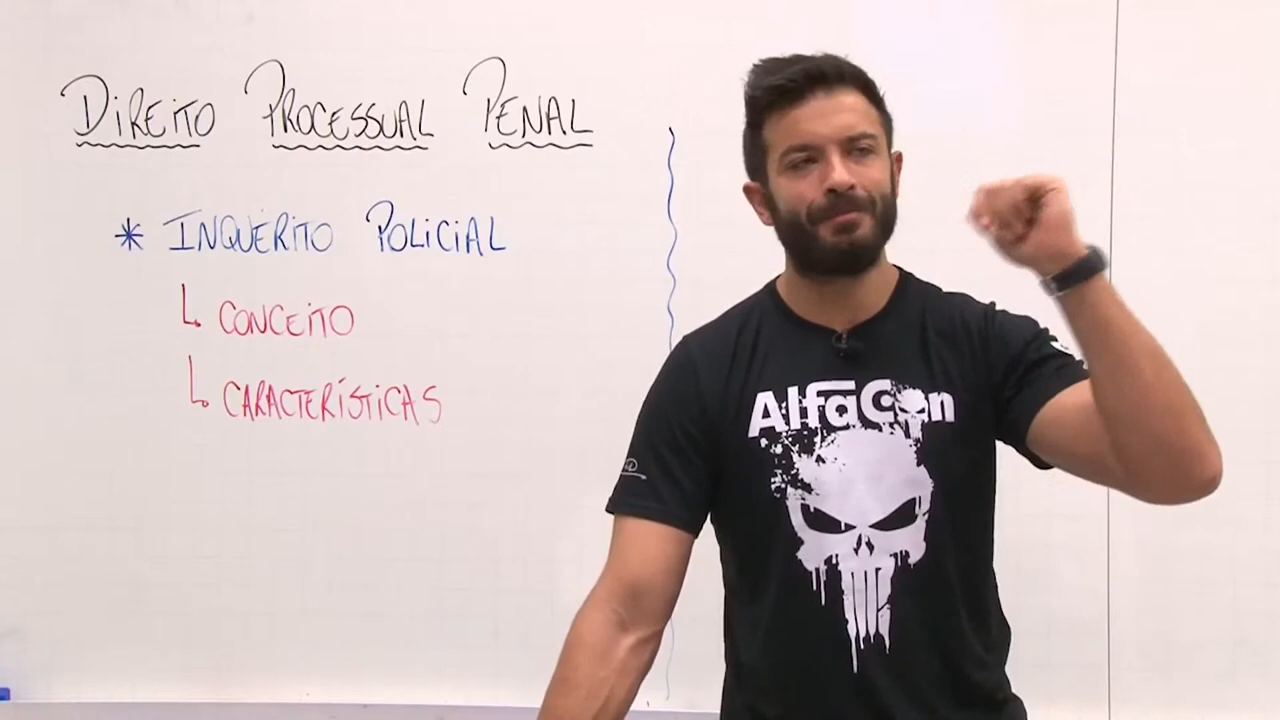 DIREITO PROCESSUAL PENAL
* INQUÉRITO POLICIAL
↳ CONCEITO
↳ CARACTERÍSTICAS
AlfaCon